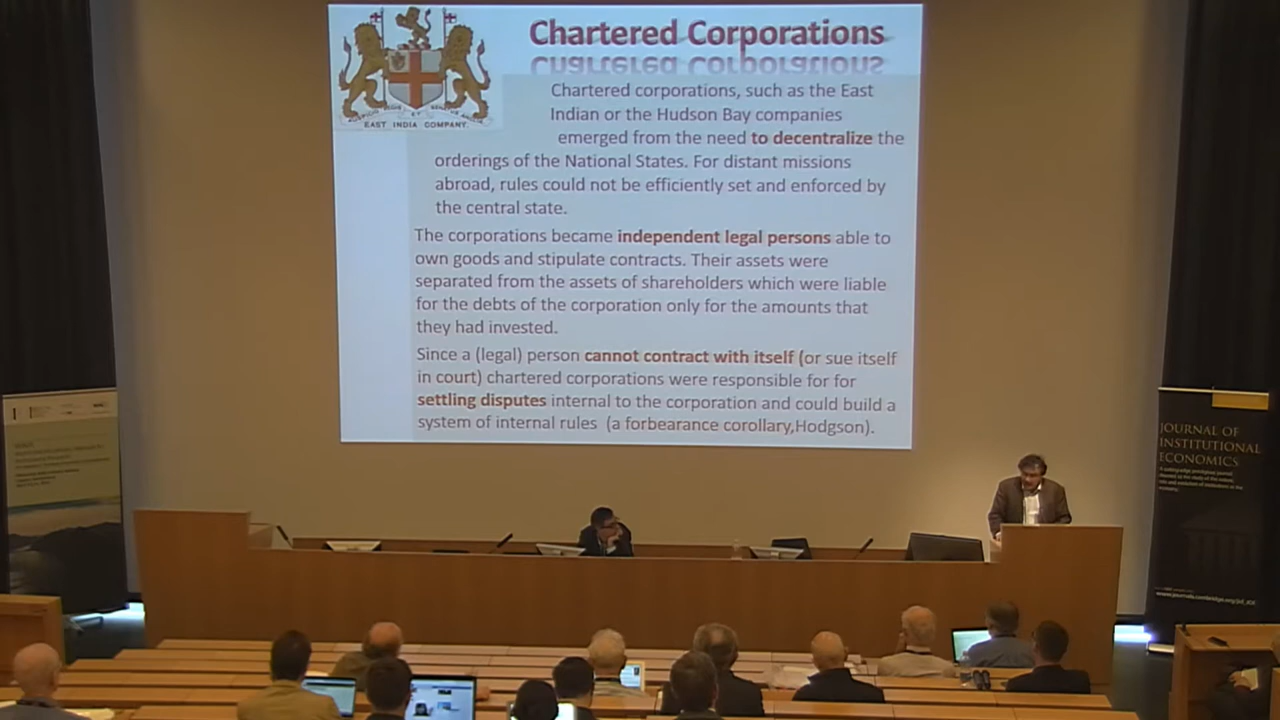 Chartered Corporations
EAST INDIA COMPANY.
Chartered corporations, such as the East
Indian or the Hudson Bay companies
emerged from the need to decentralize the
orderings of the National States. For distant missions
abroad, rules could not be efficiently set and enforced by
the central state.
The corporations became independent legal persons able to
own goods and stipulate contracts. Their assets were
separated from the assets of shareholders which were liable
for the debts of the corporation only for the amounts that
they had invested.
Since a (legal) person cannot contract with itself (or sue itself
in court) chartered corporations were responsible for for
settling disputes internal to the corporation and could build a
system of internal rules (a forbearance corollary,Hodgson).
JOURNAL OF
INSTITUTIONAL
ECONOMICS